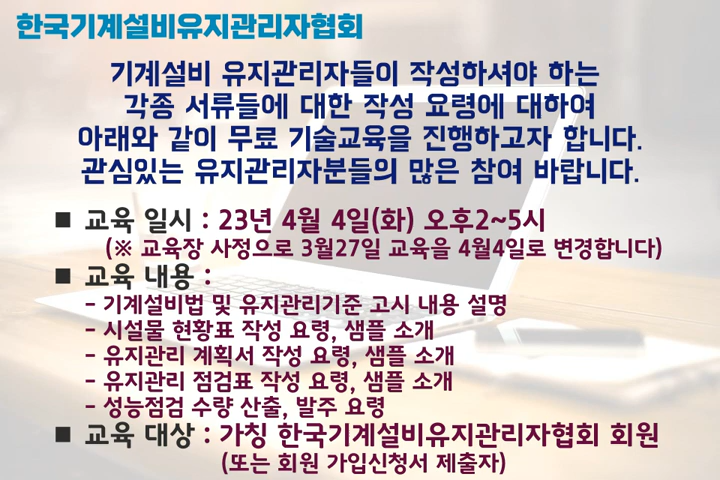 한국기계설비유지관리자협회
기계설비 유지관리자들이 작성하셔야 하는
각종 서류들에 대한 작성 요령에 대하여
아래와 같이 무료 기술교육을 진행하고자 합니다.
관심있는 유지관리자분들의 많은 참여 바랍니다.
■ 교육 일시 : 23년 4월 4일(화) 오후2~5시
(※ 교육장 사정으로 3월27일 교육을 4월4일로 변경합니다)
■ 교육 내용 :
- 기계설비법 및 유지관리기준 고시 내용 설명
- 시설물 현황표 작성 요령, 샘플 소개
- 유지관리 계획서 작성 요령, 샘플 소개
- 유지관리 점검표 작성 요령, 샘플 소개
- 성능점검 수량 산출, 발주 요령
■ 교육 대상 : 가칭 한국기계설비유지관리자협회 회원
(또는 회원 가입신청서 제출자)